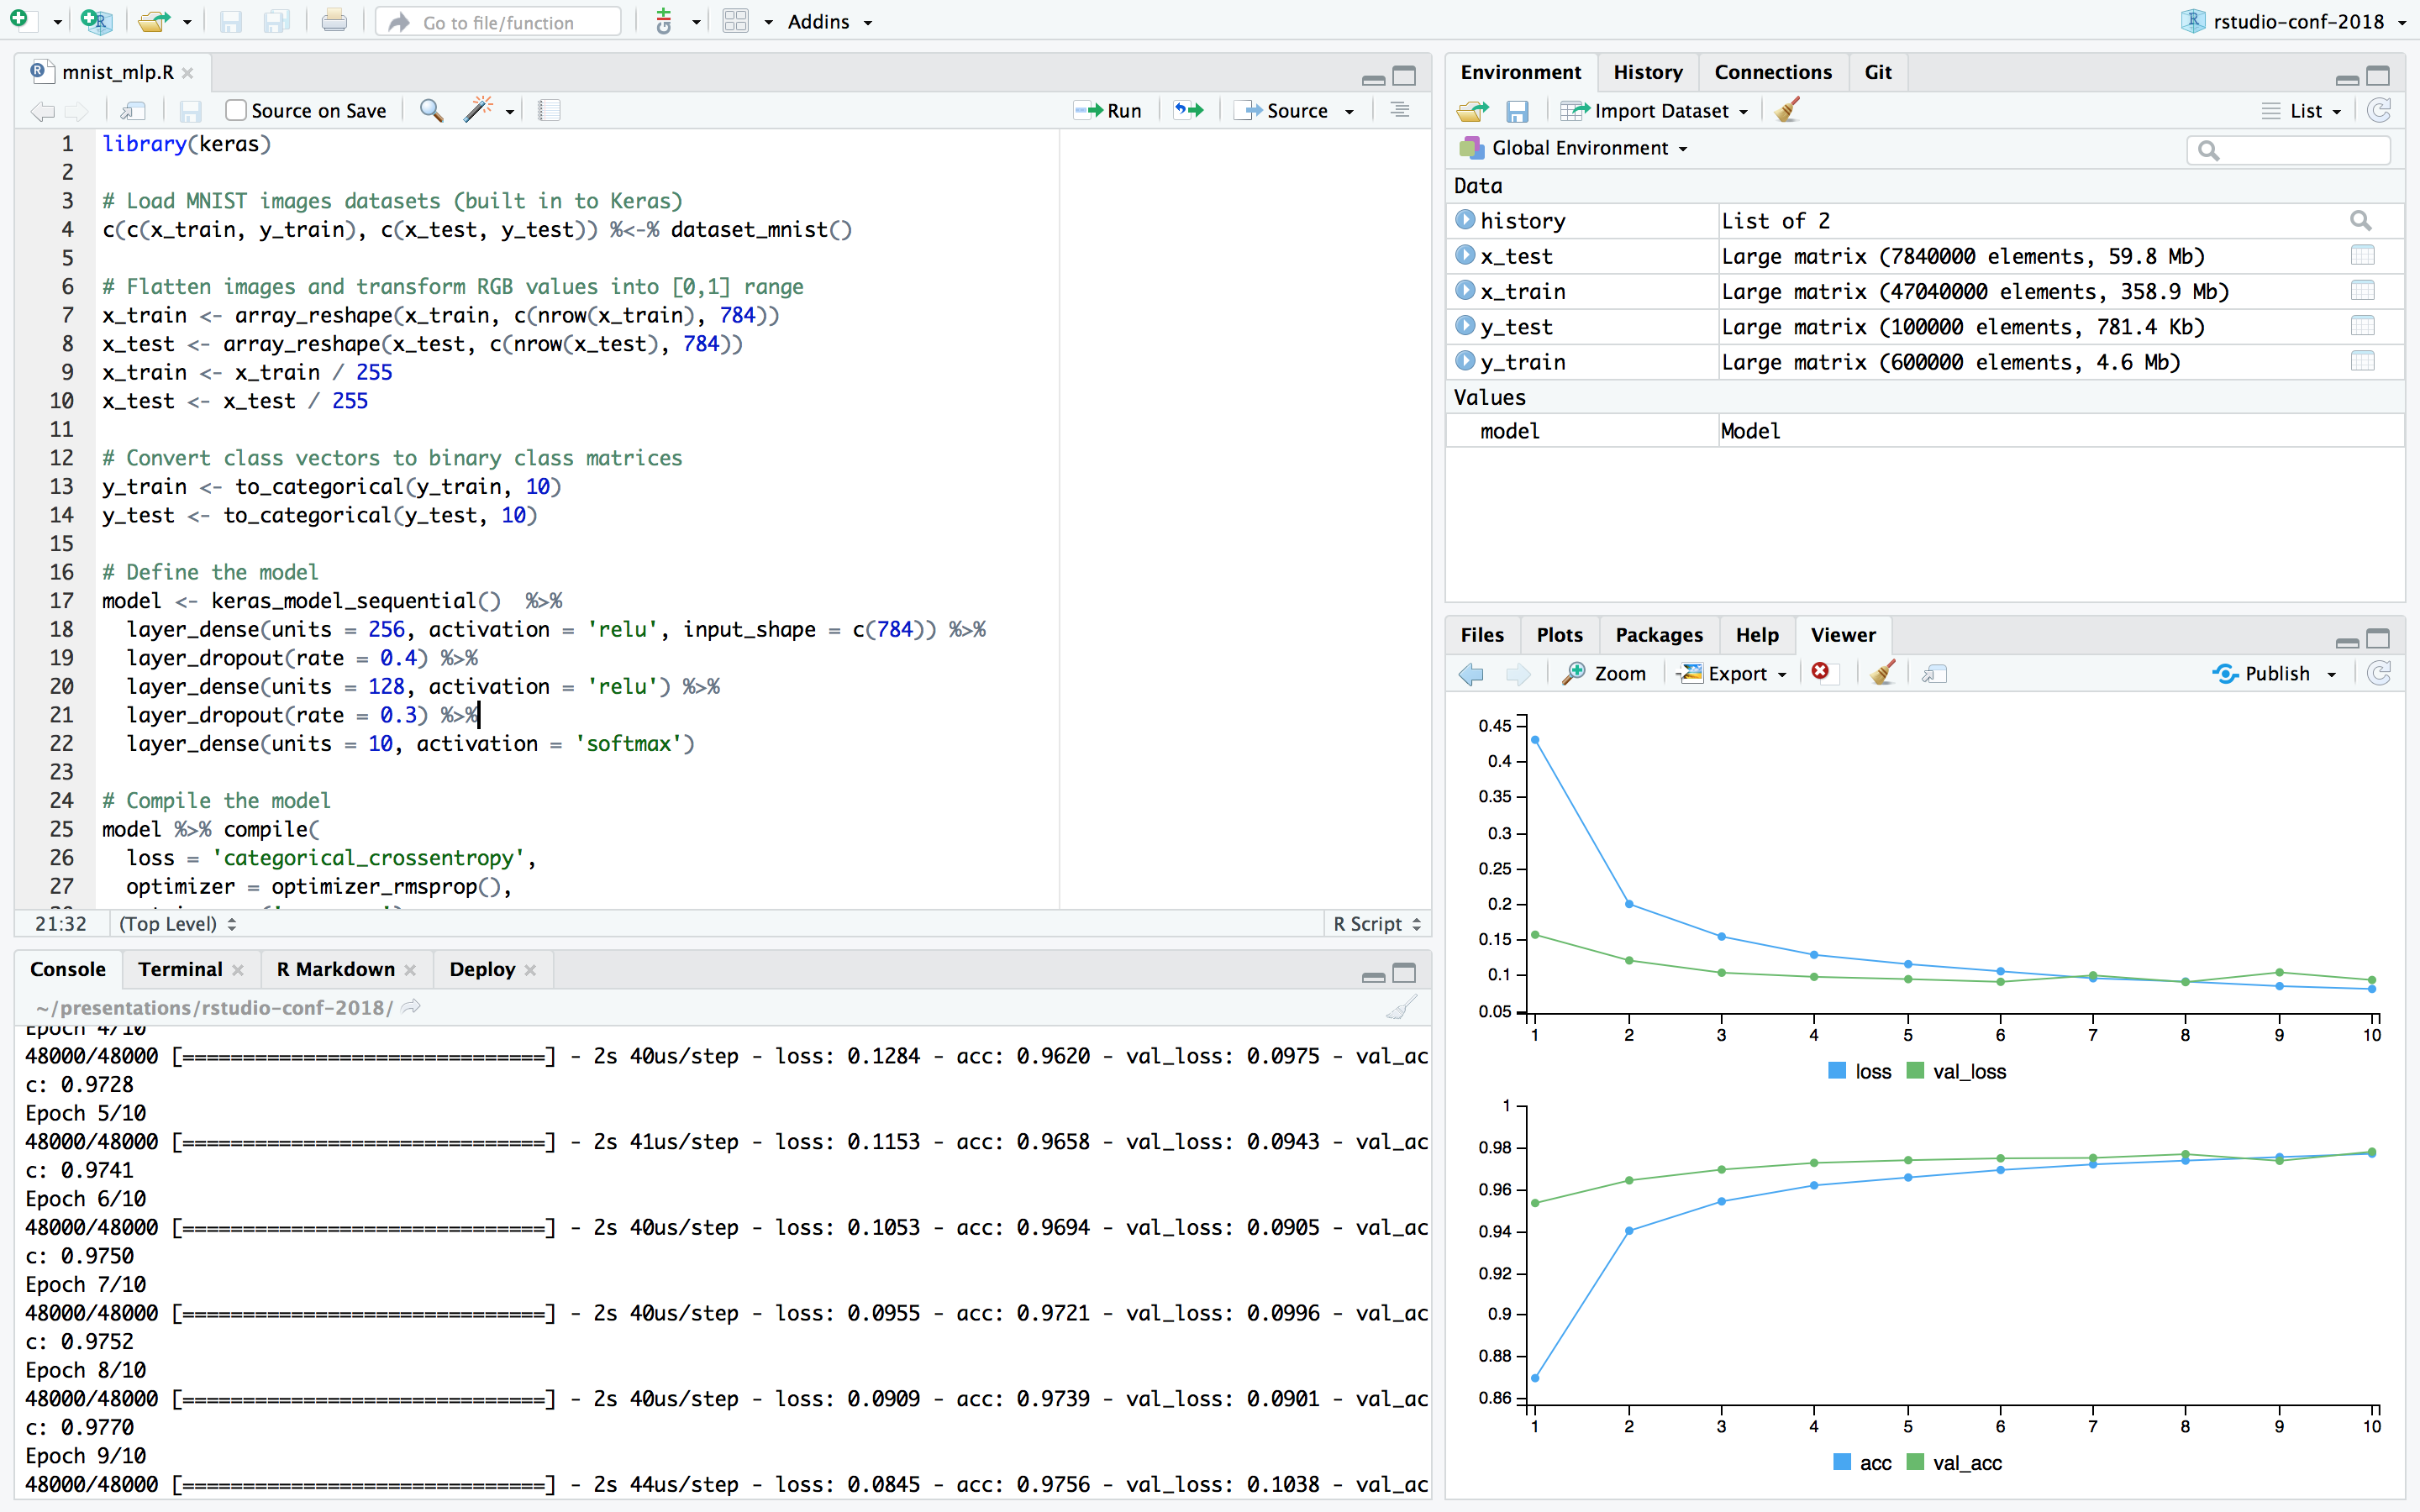 Go to file/function
Addins
rstudio-conf-2018
mnist_mlp.R
Source on Save
Run
Source
1 library(keras)
2
3 # Load MNIST images datasets (built in to Keras)
4 c(c(x_train, y_train), c(x_test, y_test)) %<-% dataset_mnist()
5
6 # Flatten images and transform RGB values into [0,1] range
7 x_train <- array_reshape(x_train, c(nrow(x_train), 784))
8 x_test <- array_reshape(x_test, c(nrow(x_test), 784))
9 x_train <- x_train / 255
10 x_test <- x_test / 255
11
12 # Convert class vectors to binary class matrices
13 y_train <- to_categorical(y_train, 10)
14 y_test <- to_categorical(y_test, 10)
15
16 # Define the model
17 model <- keras_model_sequential()  %>%
18   layer_dense(units = 256, activation = 'relu', input_shape = c(784)) %>%
19   layer_dropout(rate = 0.4) %>%
20   layer_dense(units = 128, activation = 'relu') %>%
21   layer_dropout(rate = 0.3) %>%
22   layer_dense(units = 10, activation = 'softmax')
23
24 # Compile the model
25 model %>% compile(
26   loss = 'categorical_crossentropy',
27   optimizer = optimizer_rmsprop(),
21:32 (Top Level) R Script
Console Terminal R Markdown Deploy
~/presentations/rstudio-conf-2018/
Epoch 4/10
48000/48000 [==============================] - 2s 40us/step - loss: 0.1284 - acc: 0.9620 - val_loss: 0.0975 - val_ac
c: 0.9728
Epoch 5/10
48000/48000 [==============================] - 2s 41us/step - loss: 0.1153 - acc: 0.9658 - val_loss: 0.0943 - val_ac
c: 0.9741
Epoch 6/10
48000/48000 [==============================] - 2s 40us/step - loss: 0.1053 - acc: 0.9694 - val_loss: 0.0905 - val_ac
c: 0.9750
Epoch 7/10
48000/48000 [==============================] - 2s 40us/step - loss: 0.0955 - acc: 0.9721 - val_loss: 0.0996 - val_ac
c: 0.9752
Epoch 8/10
48000/48000 [==============================] - 2s 40us/step - loss: 0.0909 - acc: 0.9739 - val_loss: 0.0901 - val_ac
c: 0.9770
Epoch 9/10
48000/48000 [==============================] - 2s 44us/step - loss: 0.0845 - acc: 0.9756 - val_loss: 0.1038 - val_ac
Environment History Connections Git
Import Dataset List
Global Environment
Data
history List of 2
x_test Large matrix (7840000 elements, 59.8 Mb)
x_train Large matrix (47040000 elements, 358.9 Mb)
y_test Large matrix (100000 elements, 781.4 Kb)
y_train Large matrix (600000 elements, 4.6 Mb)
Values
model Model
Files Plots Packages Help Viewer
Zoom Export Publish
0.45
0.4
0.35
0.3
0.25
0.2
0.15
0.1
0.05
1 2 3 4 5 6 7 8 9 10
loss val_loss
1
0.98
0.96
0.94
0.92
0.9
0.88
0.86
1 2 3 4 5 6 7 8 9 10
acc val_acc